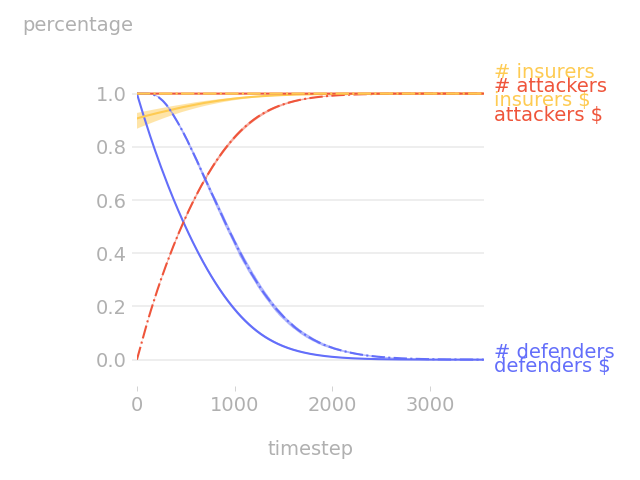 percentage
# insurers
# attackers
insurers $
attackers $
1.0
0.8
0.6
0.4
0.2
0.0
# defenders
defenders $
0
1000
2000
3000
timestep